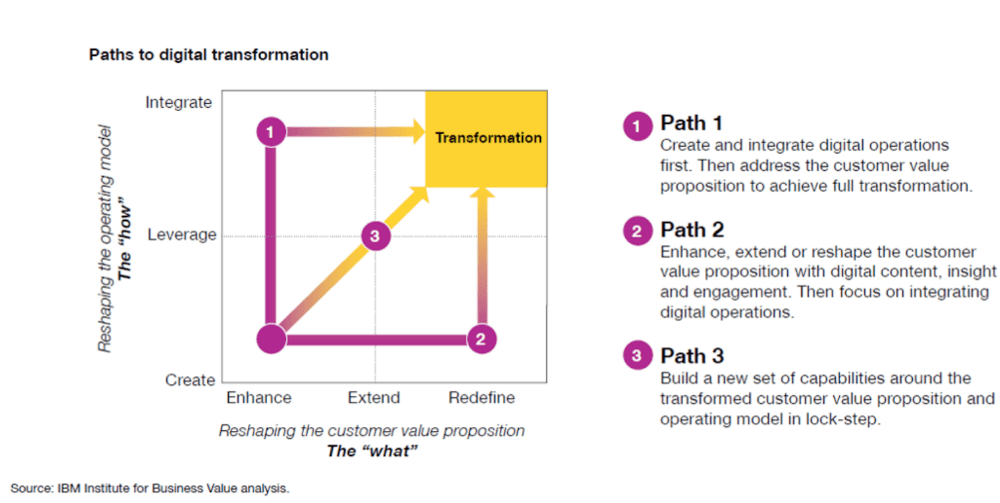 Paths to digital transformation
Integrate
Leverage
Create
Reshaping the operating model
The “how”
1
3
2
Transformation
Enhance
Extend
Redefine
Reshaping the customer value proposition
The “what”
1 Path 1
Create and integrate digital operations
first. Then address the customer value
proposition to achieve full transformation.
2 Path 2
Enhance, extend or reshape the customer
value proposition with digital content, insight
and engagement. Then focus on integrating
digital operations.
3 Path 3
Build a new set of capabilities around the
transformed customer value proposition and
operating model in lock-step.
Source: IBM Institute for Business Value analysis.